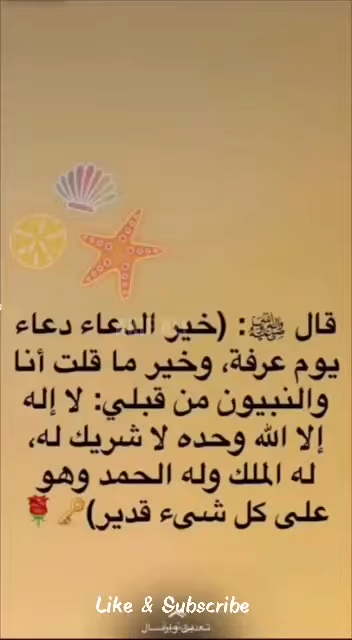 قال ﷺ: (خير الدعاء دعاء
يوم عرفة، وخير ما قلت أنا
والنبيون من قبلي: لا إله
إلا الله وحده لا شريك له،
له الملك وله الحمد وهو
على كل شيء قدير)🗝️🌹
Like & Subscribe